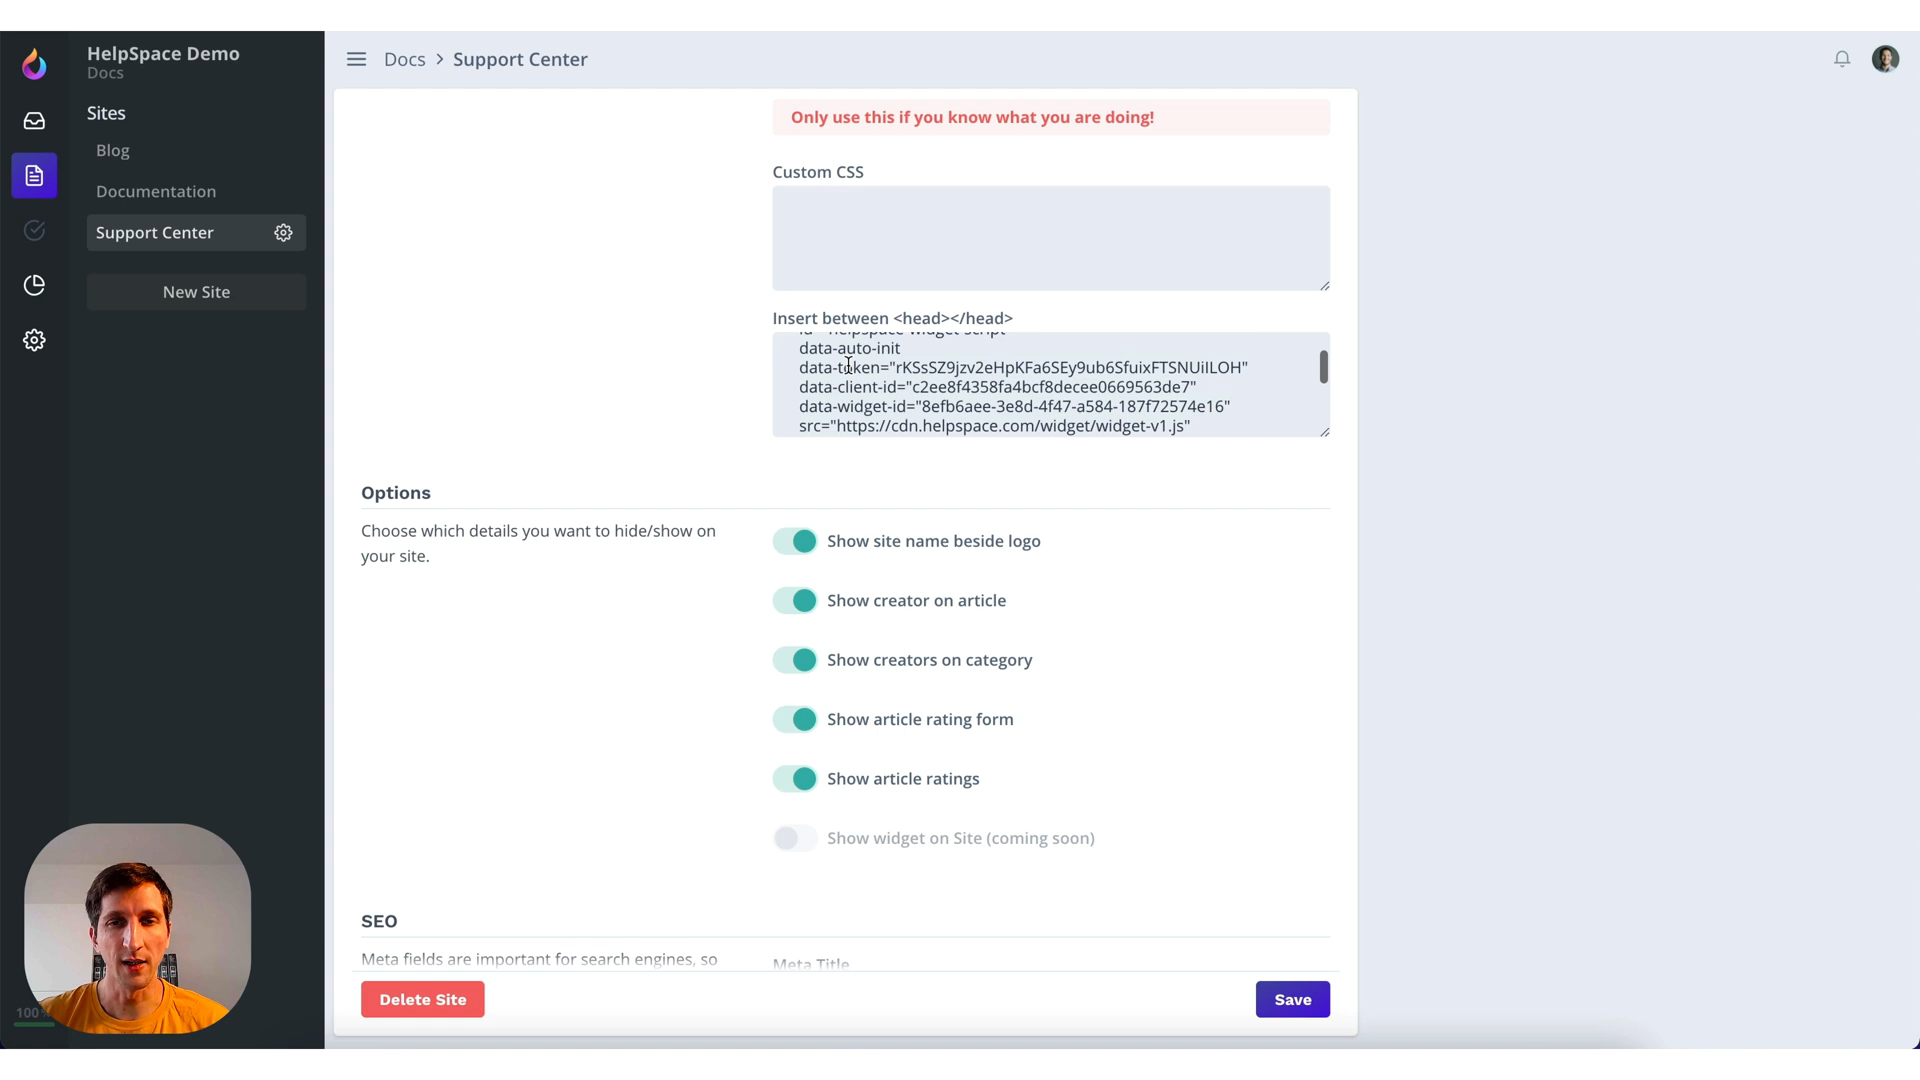 HelpSpace Demo
Docs
Sites
Blog
Documentation
Support Center
New Site
100%
Docs > Support Center
Only use this if you know what you are doing!
Custom CSS
Insert between <head></head>
id="helpspace-widget-script"
data-auto-init
data-token="rKSsSZ9jzv2eHpKFa6SEy9ub6SfuixFTSNUiILOH"
data-client-id="c2ee8f4358fa4bcf8decee0669563de7"
data-widget-id="8efb6aee-3e8d-4f47-a584-187f72574e16"
src="https://cdn.helpspace.com/widget/widget-v1.js"
Options
Choose which details you want to hide/show on
your site.
Show site name beside logo
Show creator on article
Show creators on category
Show article rating form
Show article ratings
Show widget on Site (coming soon)
SEO
Meta fields are important for search engines, so
Meta Title
Delete Site
Save